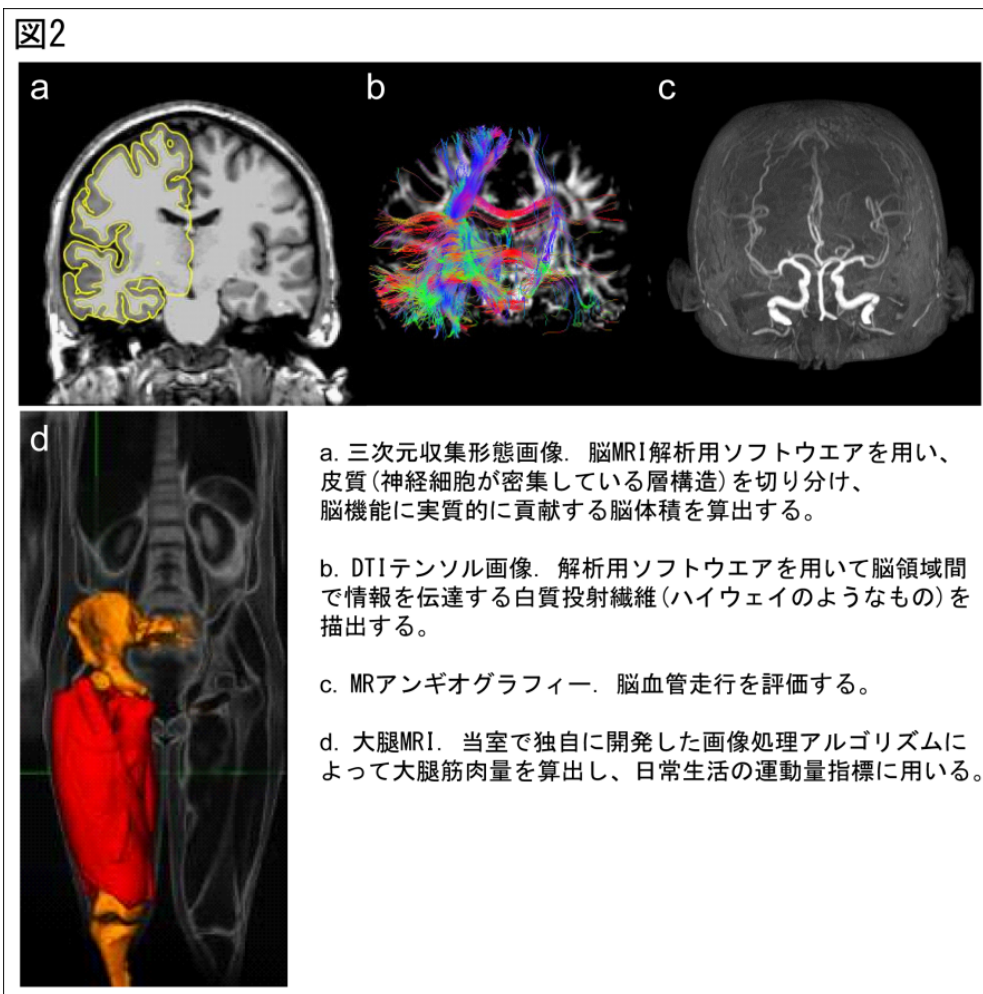 図2
a
b
c
d
a. 三次元収集形態画像. 脳MRI解析用ソフトウエアを用い、
皮質(神経細胞が密集している層構造)を切り分け、
脳機能に実質的に貢献する脳体積を算出する。
b. DTIテンソル画像. 解析用ソフトウエアを用いて脳領域間
で情報を伝達する白質投射繊維(ハイウェイのようなもの)を
描出する。
c. MRアンギオグラフィー. 脳血管走行を評価する。
d. 大腿MRI. 当室で独自に開発した画像処理アルゴリズムに
よって大腿筋肉量を算出し、日常生活の運動量指標に用いる。